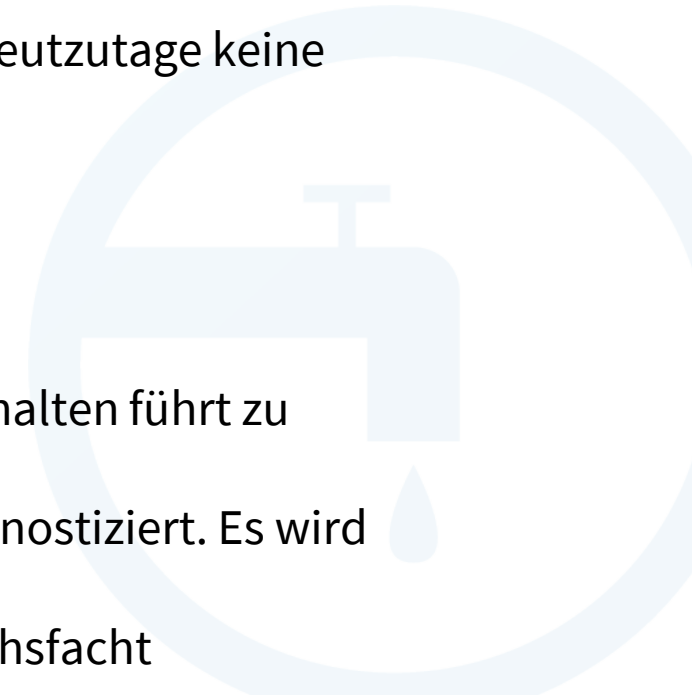 eutzutage keine
halten führt zu
nostiziert. Es wird
hsfacht